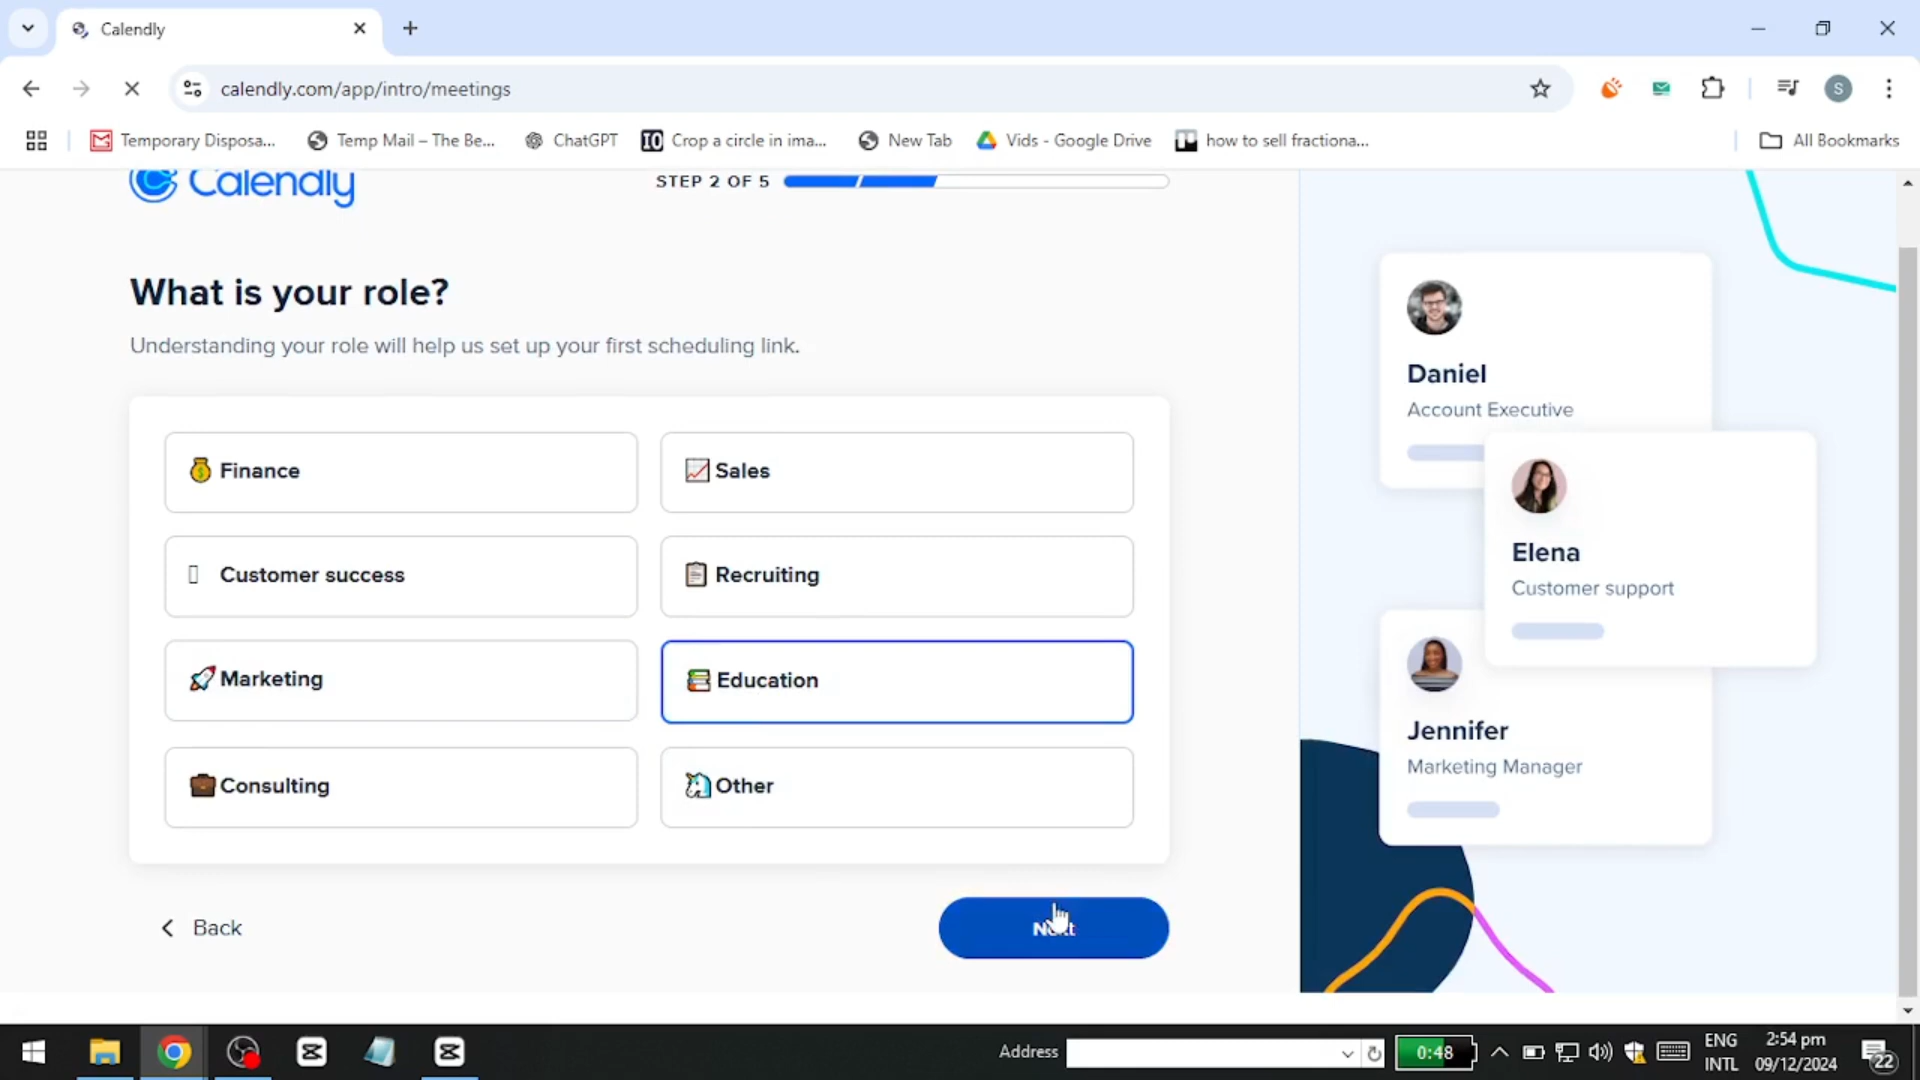 Calendly
calendly.com/app/intro/meetings
S
Temporary Disposa...
Temp Mail – The Be...
ChatGPT
IO Crop a circle in ima...
New Tab
Vids - Google Drive
how to sell fractiona...
All Bookmarks
Calendly
STEP 2 OF 5
What is your role?
Understanding your role will help us set up your first scheduling link.
Finance
Sales
Customer success
Recruiting
Marketing
Education
Consulting
Other
Back
Next
Daniel
Account Executive
Elena
Customer support
Jennifer
Marketing Manager
Address
0:48
ENG
INTL
2:54 pm
09/12/2024
22